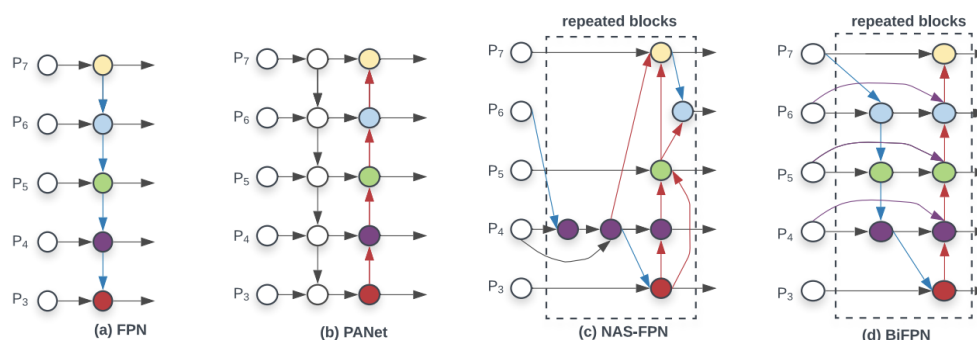 repeated blocks
repeated blocks
P7
P6
P5
P4
P3
(a) FPN
P7
P6
P5
P4
P3
(b) PANet
P7
P6
P5
P4
P3
(c) NAS-FPN
P7
P6
P5
P4
P3
(d) BiFPN